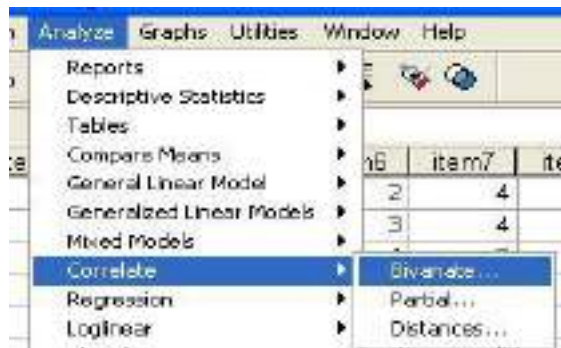 Analyze Graphs Utilities Window Help
Reports
Descriptive Statistics
Tables
Compare Means
General Linear Model
Generalized Linear Models
Mixed Models
Correlate
Regression
Loglinear
item7
2 4
3 4
Bivariate...
Partial...
Distances...